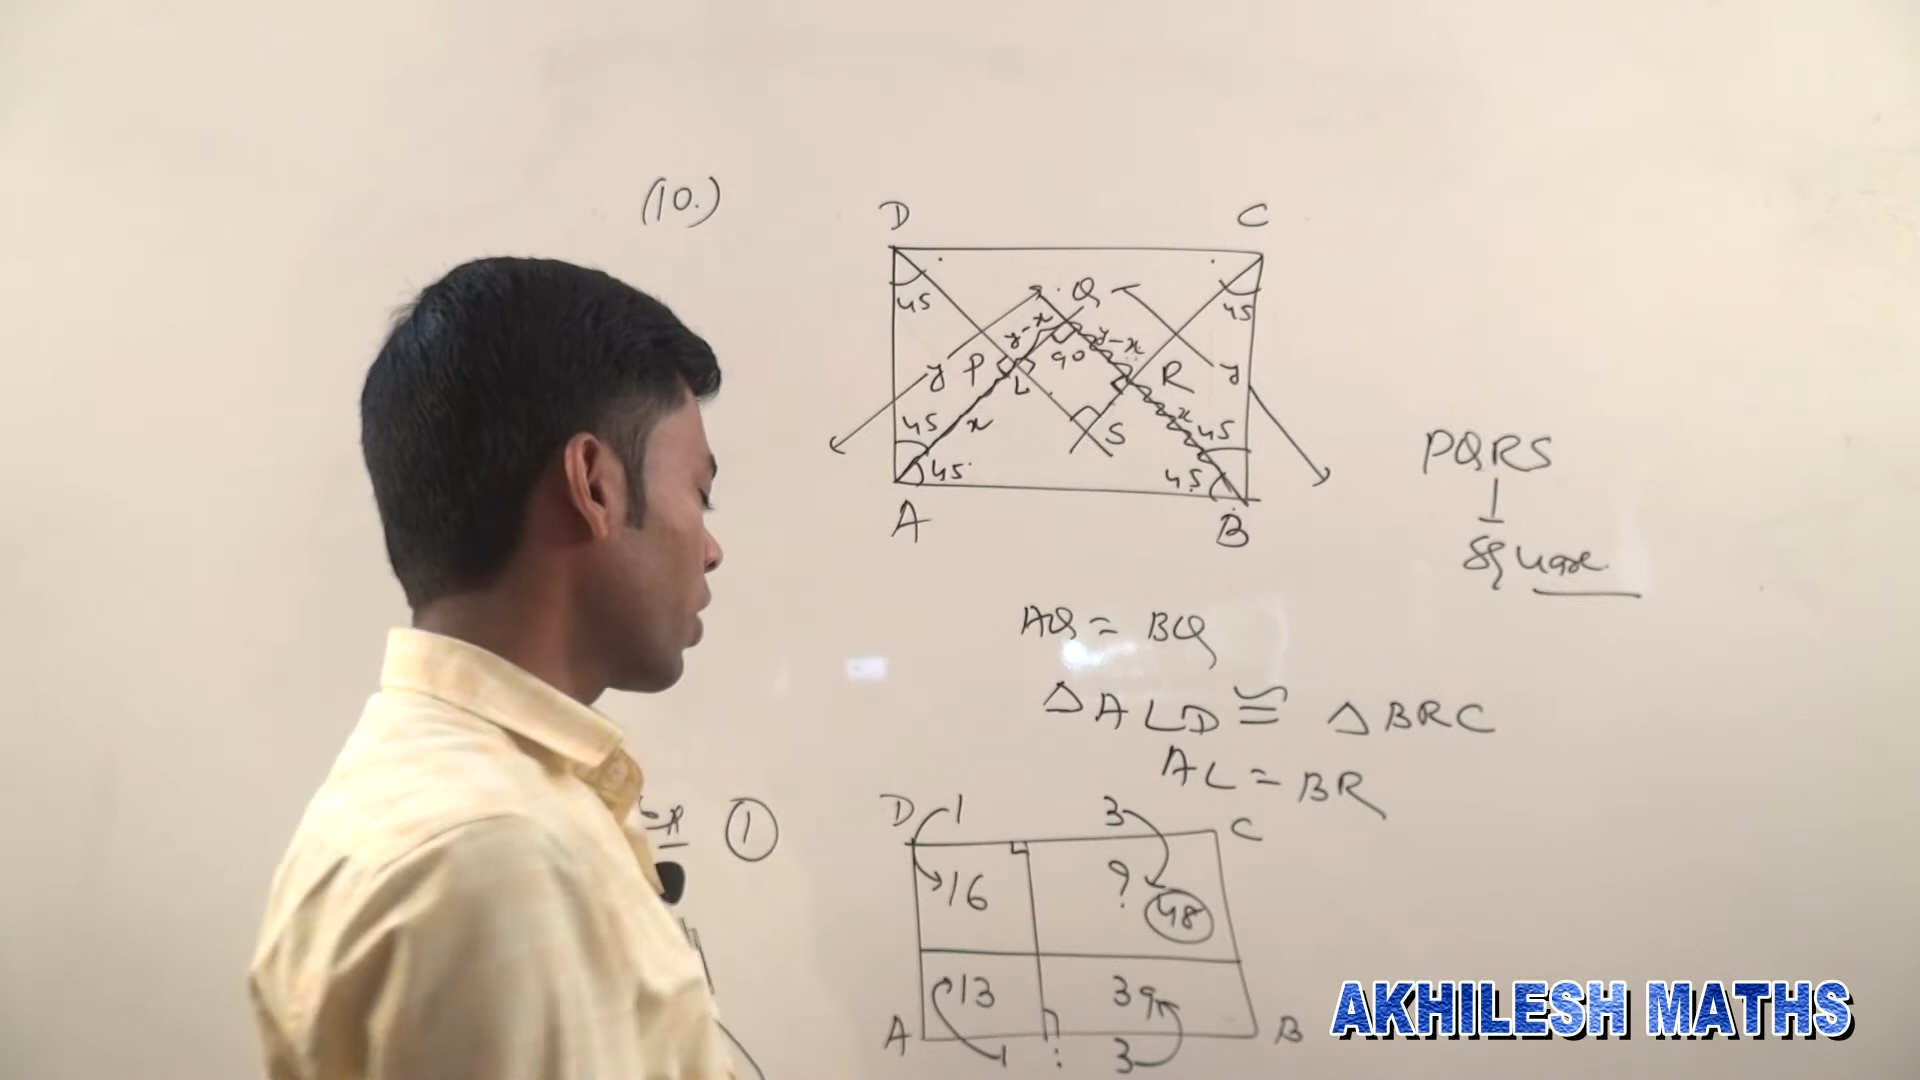 (10.)
D C
45 Q 45
y-x y-x
90
y P L R y
45 x S x 45
45 45
A B
PQRS
Square
AQ = BQ
△ALD ≅ △BRC
AL = BR
①
D 1 3 C
16 ? 48
13 39
A 1 3 B
AKHILESH MATHS